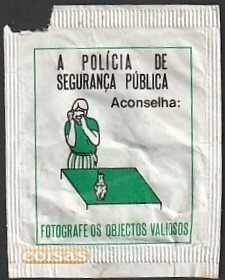 A POLÍCIA DE
SEGURANÇA PÚBLICA
Aconselha:
FOTOGRAFE OS OBJECTOS VALIOSOS
coisas